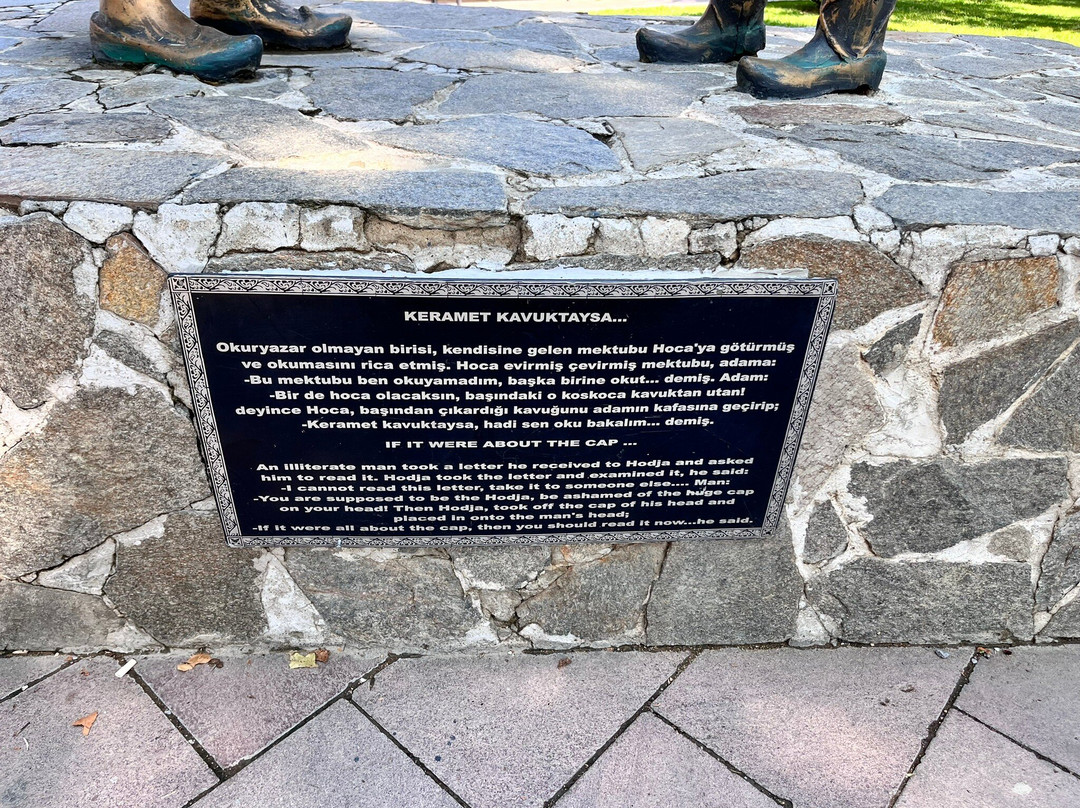 KERAMET KAVUKTAYSA...
Okuryazar olmayan birisi, kendisine gelen mektubu Hoca'ya götürmüş
ve okumasını rica etmiş. Hoca evirmiş çevirmiş mektubu, adama:
-Bu mektubu ben okuyamadım, başka birine okut... demiş. Adam:
-Bir de hoca olacaksın, başındaki o koskoca kavuktan utan!
deyince Hoca, başından çıkardığı kavuğunu adamın kafasına geçirip;
-Keramet kavuktaysa, hadi sen oku bakalım... demiş.
IF IT WERE ABOUT THE CAP ...
An illiterate man took a letter he received to Hodja and asked
him to read it. Hodja took the letter and examined it, he said:
-I cannot read this letter, take it to someone else.... Man:
-You are supposed to be the Hodja, be ashamed of the huge cap
on your head! Then Hodja, took off the cap of his head and
placed in onto the man's head;
-If it were all about the cap, then you should read it now...he said.